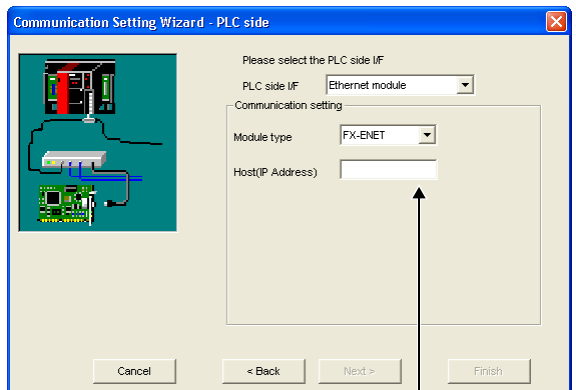 Communication Setting Wizard - PLC side
Please select the PLC side I/F
PLC side I/F Ethernet module
Communication setting
Module type FX-ENET
Host(IP Address)
Cancel < Back Next > Finish